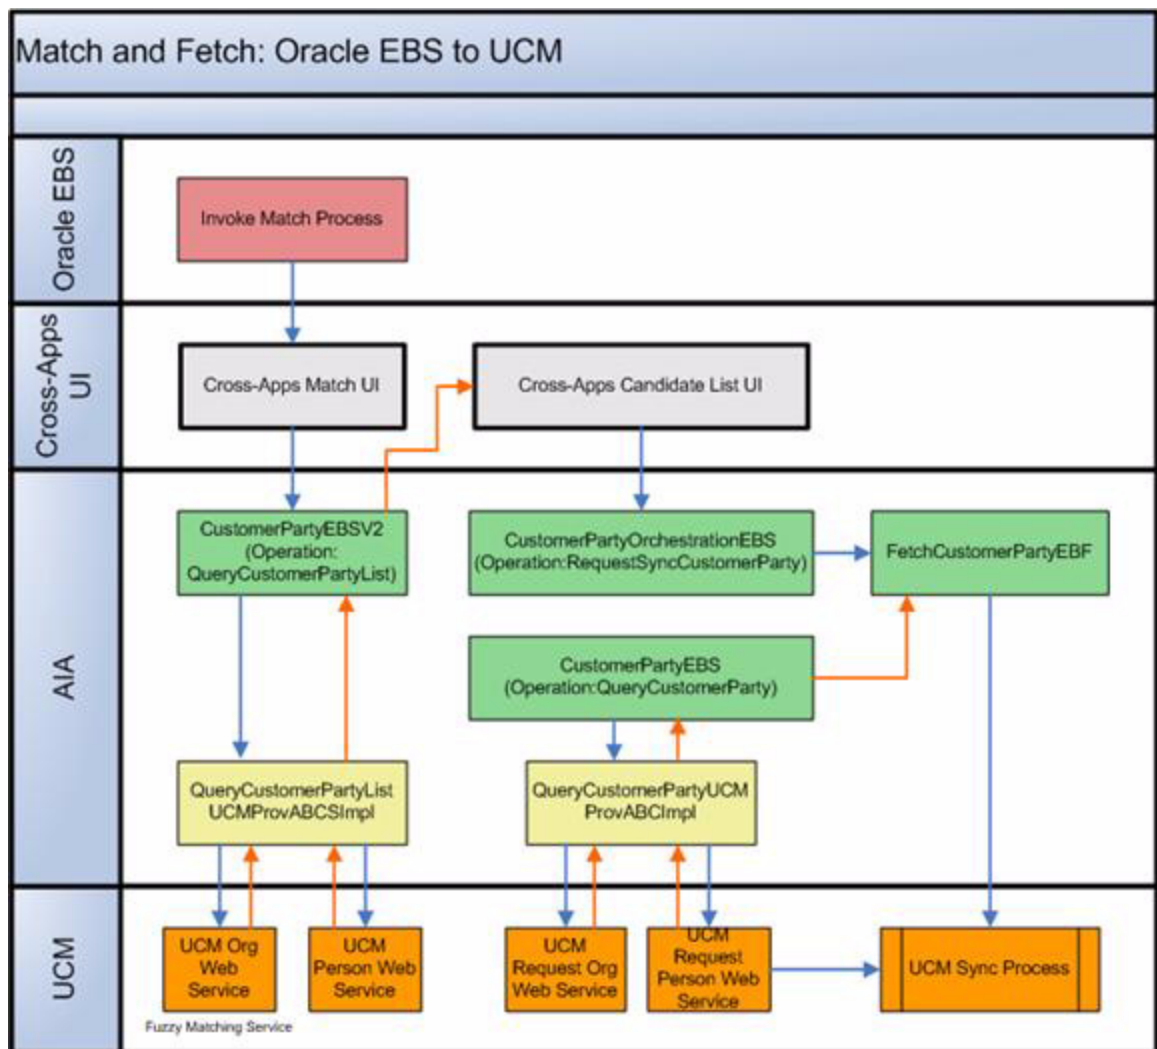 Match and Fetch: Oracle EBS to UCM
Oracle EBS
Invoke Match Process
Cross-Apps
UI
Cross-Apps Match UI
Cross-Apps Candidate List UI
AIA
CustomerPartyEBSV2
(Operation:
QueryCustomerPartyList)
CustomerPartyOrchestrationEBS
(Operation:RequestSyncCustomerParty)
FetchCustomerPartyEBF
CustomerPartyEBS
(Operation:QueryCustomerParty)
QueryCustomerPartyList
UCMProvABCSImpl
QueryCustomerPartyUCM
ProvABCImpl
UCM
UCM Org
Web
Service
UCM
Person Web
Service
UCM
Request Org
Web Service
UCM
Request
Person Web
Service
UCM Sync Process
Fuzzy Matching Service